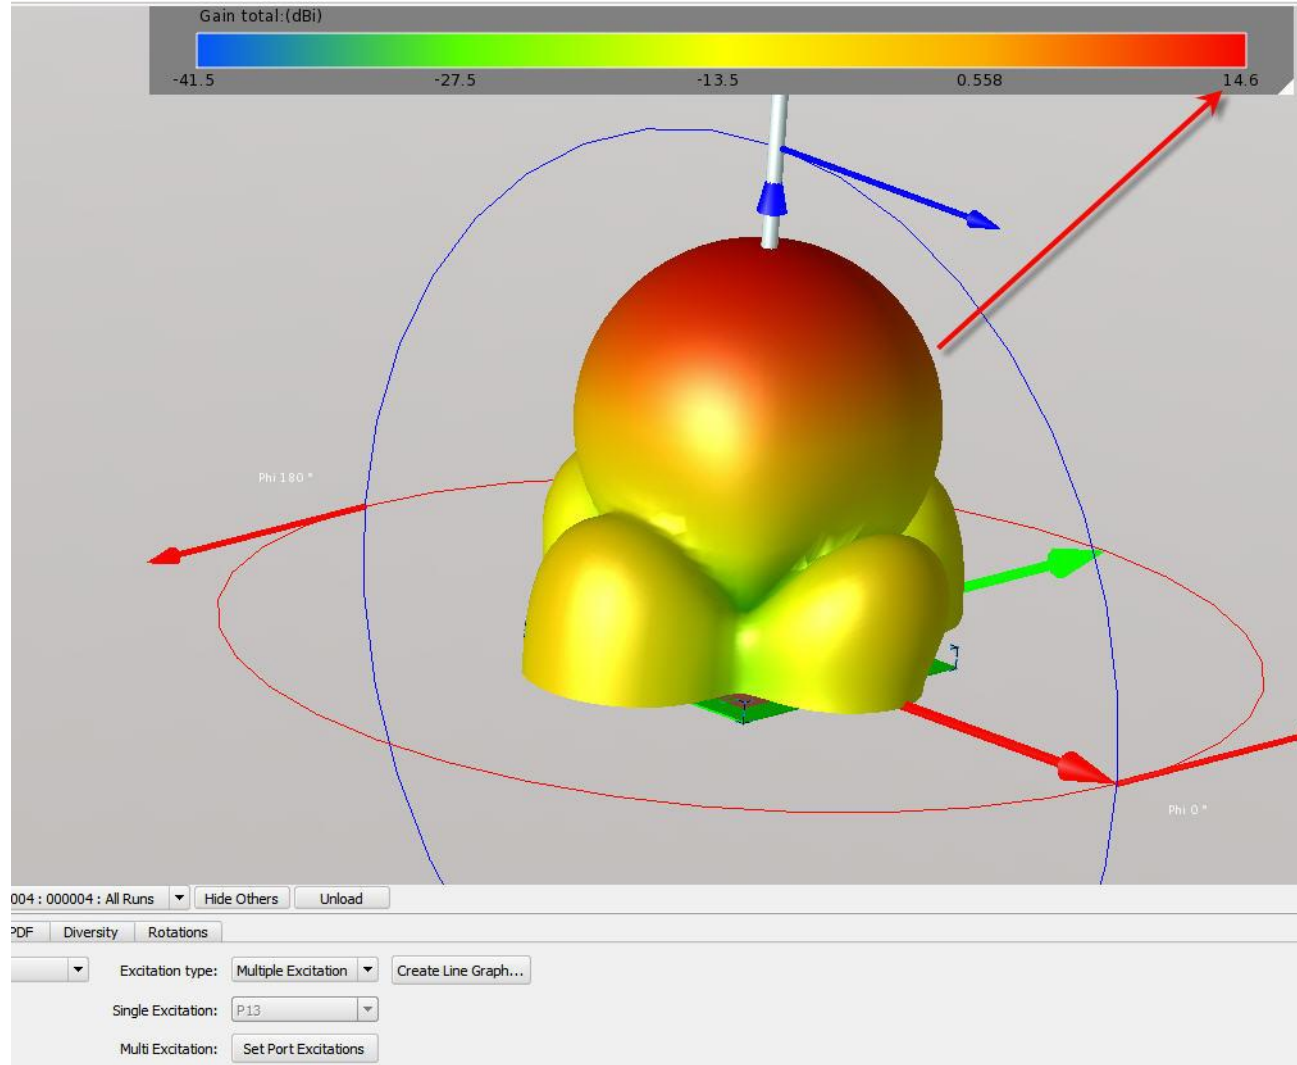 Gain total:(dBi)
-41.5 -27.5 -13.5 0.558 14.6
Phi 180 °
Phi 0 °
004 : 000004 : All Runs Hide Others Unload
PDF Diversity Rotations
Excitation type: Multiple Excitation Create Line Graph...
Single Excitation: P13
Multi Excitation: Set Port Excitations